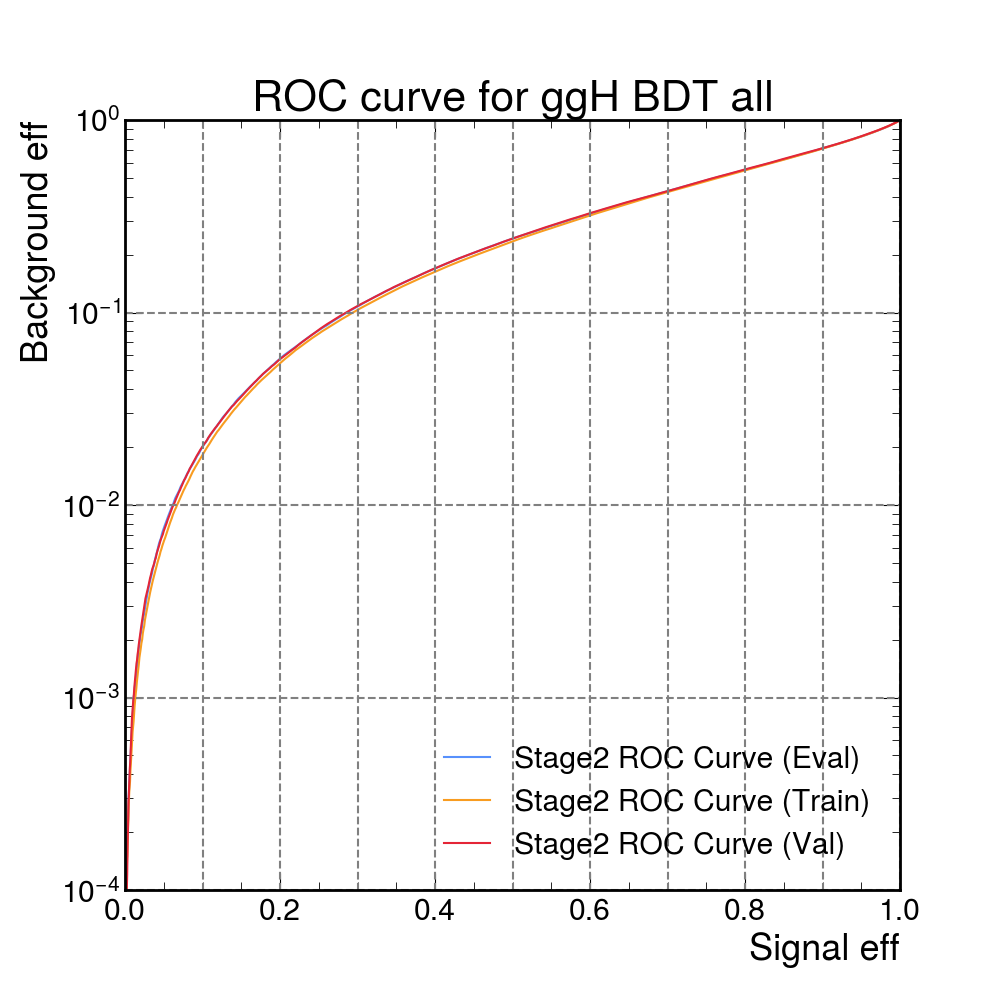 ROC curve for ggH BDT all
Background eff
10⁰
10⁻¹
10⁻²
10⁻³
10⁻⁴
Stage2 ROC Curve (Eval)
Stage2 ROC Curve (Train)
Stage2 ROC Curve (Val)
0.0 0.2 0.4 0.6 0.8 1.0
Signal eff